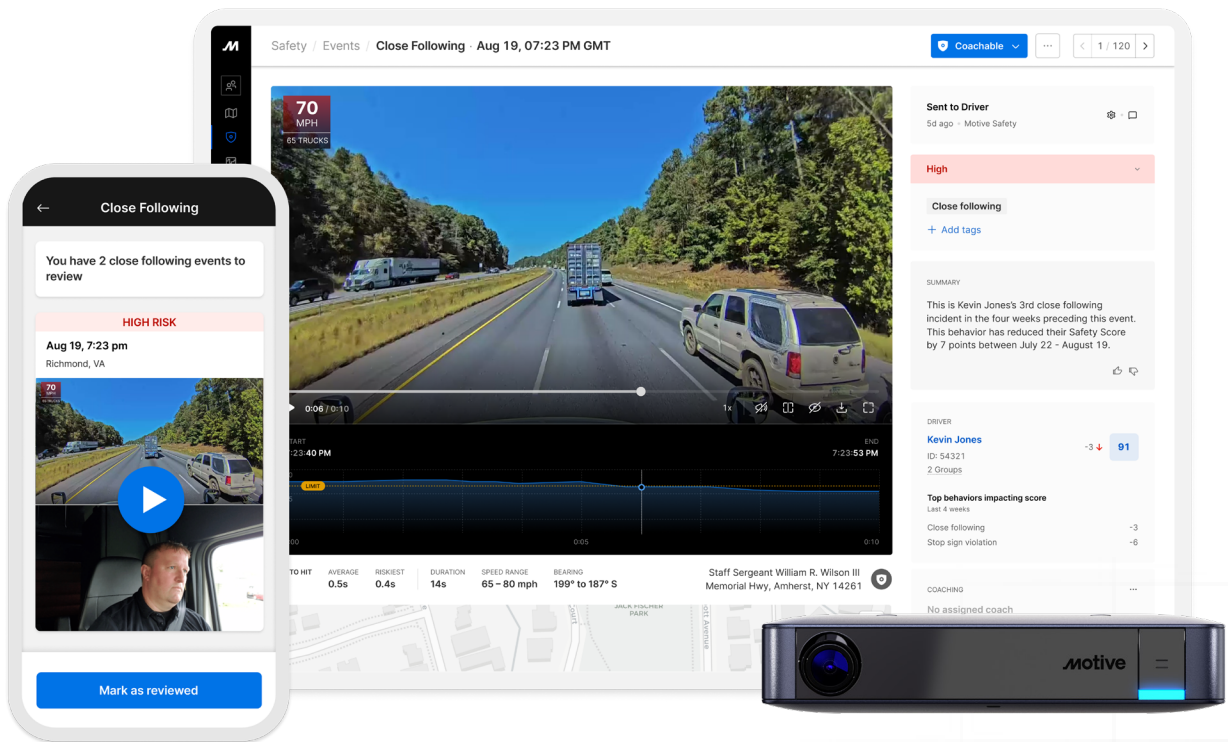 Safety / Events / Close Following · Aug 19, 07:23 PM GMT
Coachable
1 / 120
70
MPH
65 TRUCKS
0:06 / 0:10
1x
END
:23:40 PM
7:23:53 PM
LIMIT
0:05
0:10
TO HIT
AVERAGE
0.5s
RISKIEST
0.4s
DURATION
14s
SPEED RANGE
65 – 80 mph
BEARING
199° to 187° S
Staff Sergeant William R. Wilson III
Memorial Hwy, Amherst, NY 14261
JACK FISCHER
PARK
Sent to Driver
5d ago · Motive Safety
High
Close following
+ Add tags
SUMMARY
This is Kevin Jones's 3rd close following
incident in the four weeks preceding this event.
This behavior has reduced their Safety Score
by 7 points between July 22 - August 19.
DRIVER
Kevin Jones
ID: 54321
2 Groups
-3
91
Top behaviors impacting score
Last 4 weeks
Close following -3
Stop sign violation -6
COACHING
No assigned coach
Close Following
You have 2 close following events to
review
HIGH RISK
Aug 19, 7:23 pm
Richmond, VA
70
MPH
Mark as reviewed
motive